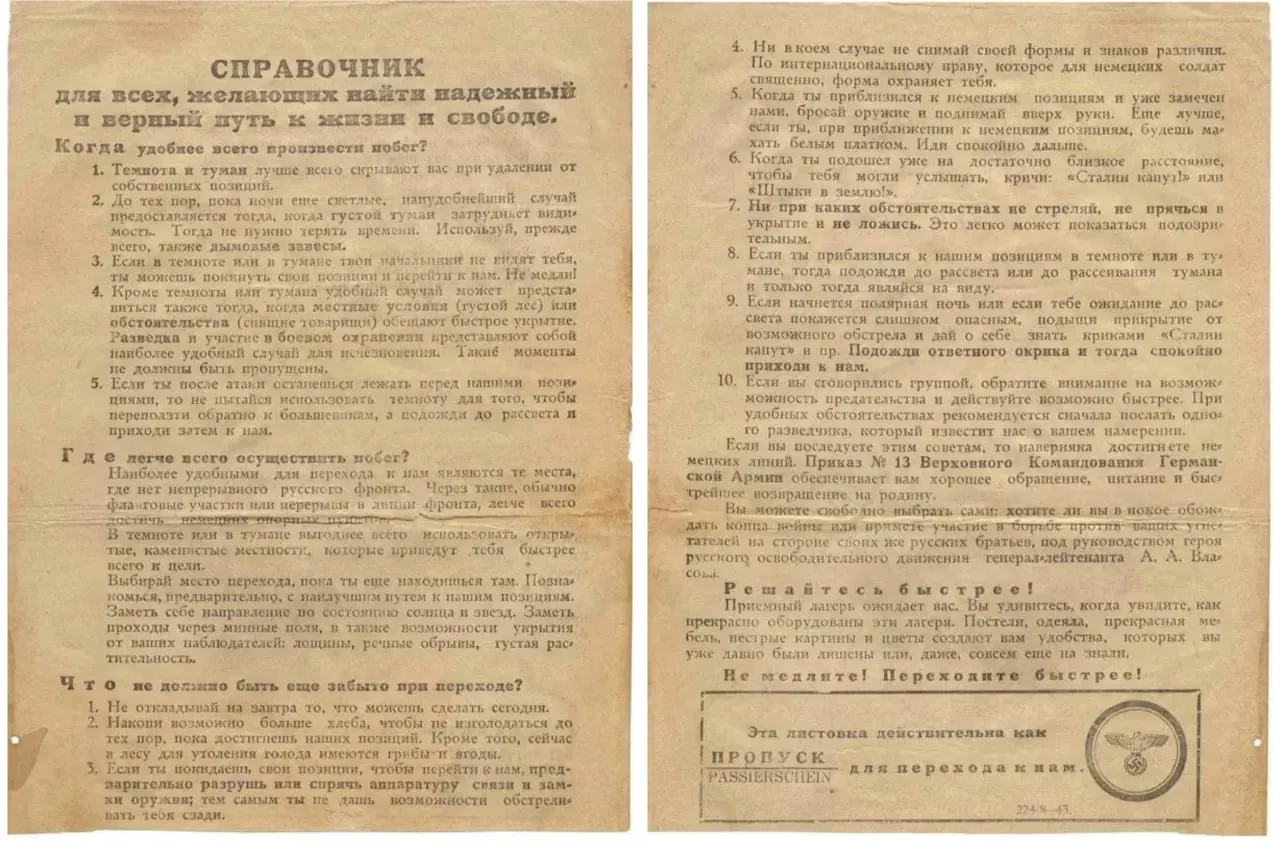 СПРАВОЧНИК
для всех, желающих найти надежный
и верный путь к жизни и свободе.
Когда удобнее всего произвести побег?
1. Темнота и туман лучше всего скрывают вас при удалении от
собственных позиций.
2. До тех пор, пока ночи еще светлые, наиудобнейший случай
предоставляется тогда, когда густой туман затрудняет види-
мость. Тогда не нужно терять времени. Используй, прежде
всего, также дымовые завесы.
3. Если в темноте или в тумане твои начальники не видят тебя,
ты можешь покинуть свои позиции и перейти к нам. Не медли!
4. Кроме темноты или тумана удобный случай может предста-
виться также тогда, когда местные условия (густой лес) или
обстоятельства (спящие товарищи) обещают быстрое укрытие.
Разведка и участие в боевом охранении представляют собой
наиболее удобный случай для исчезновения. Такие моменты
не должны быть пропущены.
5. Если ты после атаки останешься лежать перед нашими пози-
циями, то не пытайся использовать темноту для того, чтобы
переползти обратно к большевикам, а подожди до рассвета и
приходи затем к нам.
Где легче всего осуществить побег?
Наиболее удобными для перехода к нам являются те места,
где нет непрерывного русского фронта. Через такие, обычно
фланговые участки или перерывы в линии фронта, легче всего
достичь немецких опорных пунктов.
В темноте или в тумане выгоднее всего использовать откры-
тые, каменистые местности, которые приведут тебя быстрее
всего к цели.
Выбирай место перехода, пока ты еще находишься там. Позна-
комься, предварительно, с наилучшим путем к нашим позициям.
Заметь себе направление по состоянию солнца и звезд. Заметь
проходы через минные поля, а также возможности укрытия
от ваших наблюдателей: лощины, речные обрывы, густая рас-
тительность.
Что не должно быть еще забыто при переходе?
1. Не откладывай на завтра то, что можешь сделать сегодня.
2. Накопи возможно больше хлеба, чтобы не изголодаться до
тех пор, пока достигнешь наших позиций. Кроме того, сейчас
в лесу для утоления голода имеются грибы и ягоды.
3. Если ты покидаешь свои позиции, чтобы перейти к нам, пред-
варительно разрушь или спрячь аппаратуру связи и зам-
ки оружия; тем самым ты не дашь возможности обстрели-
вать тебя сзади.
4. Ни в коем случае не снимай своей формы и знаков различия.
По интернациональному праву, которое для немецких солдат
священно, форма охраняет тебя.
5. Когда ты приблизился к немецким позициям и уже замечен
нами, бросай оружие и поднимай вверх руки. Еще лучше,
если ты, при приближении к немецким позициям, будешь ма-
хать белым платком. Иди спокойно дальше.
6. Когда ты подошел уже на достаточно близкое расстояние,
чтобы тебя могли услышать, кричи: «Сталин капут!» или
«Штыки в землю!».
7. Ни при каких обстоятельствах не стреляй, не прячься в
укрытие и не ложись. Это легко может показаться подозри-
тельным.
8. Если ты приблизился к нашим позициям в темноте или в ту-
мане, тогда подожди до рассвета или до рассеивания тумана
и только тогда являйся на виду.
9. Если начнется полярная ночь или если тебе ожидание до рас-
света покажется слишком опасным, подыщи прикрытие от
возможного обстрела и дай о себе знать криками «Сталин
капут» и пр. Подожди ответного окрика и тогда спокойно
приходи к нам.
10. Если вы сговорились группой, обратите внимание на возмож-
можность предательства и действуйте возможно быстрее. При
удобных обстоятельствах рекомендуется сначала послать одно-
го разведчика, который известит нас о вашем намерении.
Если вы последуете этим советам, то наверняка достигнете не-
мецких линий. Приказ № 13 Верховного Командования Герман-
ской Армии обеспечивает вам хорошее обращение, питание и быс-
трейшее возвращение на родину.
Вы можете свободно выбрать сами: хотите ли вы в покое обож-
дать конца войны или примете участие в борьбе против ваших угне-
тателей на стороне своих же русских братьев, под руководством героя
русского освободительного движения генерал-лейтенанта А. А. Вла-
сова.
Решайтесь быстрее!
Приемный лагерь ожидает вас. Вы удивитесь, когда увидите, как
прекрасно оборудованы эти лагеря. Постели, одеяла, прекрасная ме-
бель, пестрые картины и цветы создают вам удобства, которых вы
уже давно были лишены или, даже, совсем еще на знали.
Не медлите! Переходите быстрее!
Эта листовка действительна как
ПРОПУСК
PASSIERSCHEIN
для перехода к нам.
224/8-43.